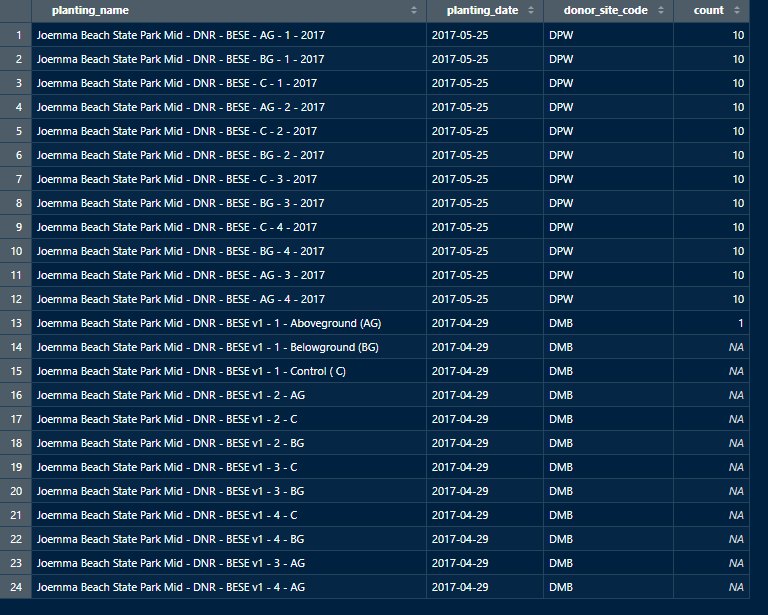 planting_name planting_date donor_site_code count
1 Joemma Beach State Park Mid - DNR - BESE - AG - 1 - 2017 2017-05-25 DPW 10
2 Joemma Beach State Park Mid - DNR - BESE - BG - 1 - 2017 2017-05-25 DPW 10
3 Joemma Beach State Park Mid - DNR - BESE - C - 1 - 2017 2017-05-25 DPW 10
4 Joemma Beach State Park Mid - DNR - BESE - AG - 2 - 2017 2017-05-25 DPW 10
5 Joemma Beach State Park Mid - DNR - BESE - C - 2 - 2017 2017-05-25 DPW 10
6 Joemma Beach State Park Mid - DNR - BESE - BG - 2 - 2017 2017-05-25 DPW 10
7 Joemma Beach State Park Mid - DNR - BESE - C - 3 - 2017 2017-05-25 DPW 10
8 Joemma Beach State Park Mid - DNR - BESE - BG - 3 - 2017 2017-05-25 DPW 10
9 Joemma Beach State Park Mid - DNR - BESE - C - 4 - 2017 2017-05-25 DPW 10
10 Joemma Beach State Park Mid - DNR - BESE - BG - 4 - 2017 2017-05-25 DPW 10
11 Joemma Beach State Park Mid - DNR - BESE - AG - 3 - 2017 2017-05-25 DPW 10
12 Joemma Beach State Park Mid - DNR - BESE - AG - 4 - 2017 2017-05-25 DPW 10
13 Joemma Beach State Park Mid - DNR - BESE v1 - 1 - Aboveground (AG) 2017-04-29 DMB 1
14 Joemma Beach State Park Mid - DNR - BESE v1 - 1 - Belowground (BG) 2017-04-29 DMB NA
15 Joemma Beach State Park Mid - DNR - BESE v1 - 1 - Control ( C) 2017-04-29 DMB NA
16 Joemma Beach State Park Mid - DNR - BESE v1 - 2 - AG 2017-04-29 DMB NA
17 Joemma Beach State Park Mid - DNR - BESE v1 - 2 - C 2017-04-29 DMB NA
18 Joemma Beach State Park Mid - DNR - BESE v1 - 2 - BG 2017-04-29 DMB NA
19 Joemma Beach State Park Mid - DNR - BESE v1 - 3 - C 2017-04-29 DMB NA
20 Joemma Beach State Park Mid - DNR - BESE v1 - 3 - BG 2017-04-29 DMB NA
21 Joemma Beach State Park Mid - DNR - BESE v1 - 4 - C 2017-04-29 DMB NA
22 Joemma Beach State Park Mid - DNR - BESE v1 - 4 - BG 2017-04-29 DMB NA
23 Joemma Beach State Park Mid - DNR - BESE v1 - 3 - AG 2017-04-29 DMB NA
24 Joemma Beach State Park Mid - DNR - BESE v1 - 4 - AG 2017-04-29 DMB NA